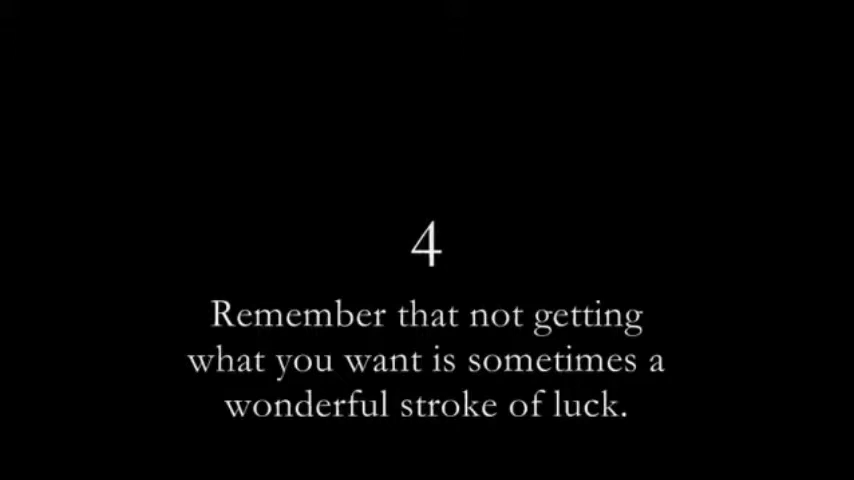 4
Remember that not getting
what you want is sometimes a
wonderful stroke of luck.